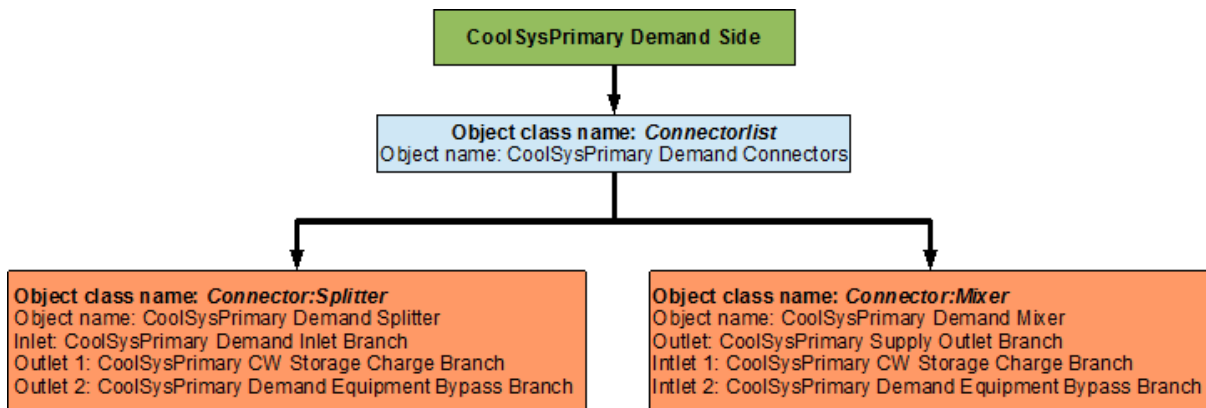 CoolSysPrimary Demand Side
Object class name: Connectorlist
Object name: CoolSysPrimary Demand Connectors
Object class name: Connector:Splitter
Object name: CoolSysPrimary Demand Splitter
Inlet: CoolSysPrimary Demand Inlet Branch
Outlet 1: CoolSysPrimary CW Storage Charge Branch
Outlet 2: CoolSysPrimary Demand Equipment Bypass Branch
Object class name: Connector:Mixer
Object name: CoolSysPrimary Demand Mixer
Outlet: CoolSysPrimary Supply Outlet Branch
Intlet 1: CoolSysPrimary CW Storage Charge Branch
Intlet 2: CoolSysPrimary Demand Equipment Bypass Branch